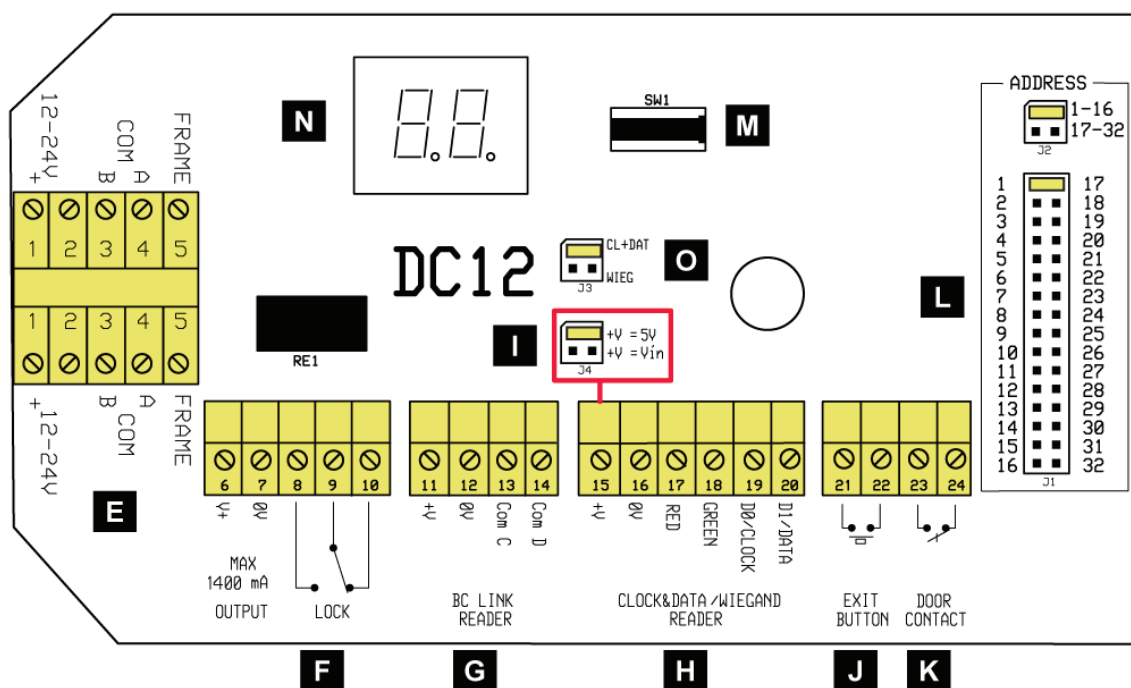 ADDRESS
1-16
17-32
J2
1 17
2 18
3 19
4 20
5 21
6 22
7 23
8 24
9 25
10 26
11 27
12 28
13 29
14 30
15 31
16 32
J1
L
N
8.8.
SW1
M
12-24V
+
COM
B
A
FRAME
1 2 3 4 5
1 2 3 4 5
+
12-24V
B
A
COM
FRAME
E
DC12
RE1
CL+DAT
WIEG
J3
O
I
+V =5V
+V =Vin
J4
6 7 8 9 10
V+
0V
MAX
1400 mA
OUTPUT
LOCK
F
11 12 13 14
+V
0V
Com C
Com D
BC LINK
READER
G
15 16 17 18 19 20
+V
0V
RED
GREEN
D0/CLOCK
D1/DATA
CLOCK&DATA/WIEGAND
READER
H
21 22
EXIT
BUTTON
J
23 24
DOOR
CONTACT
K